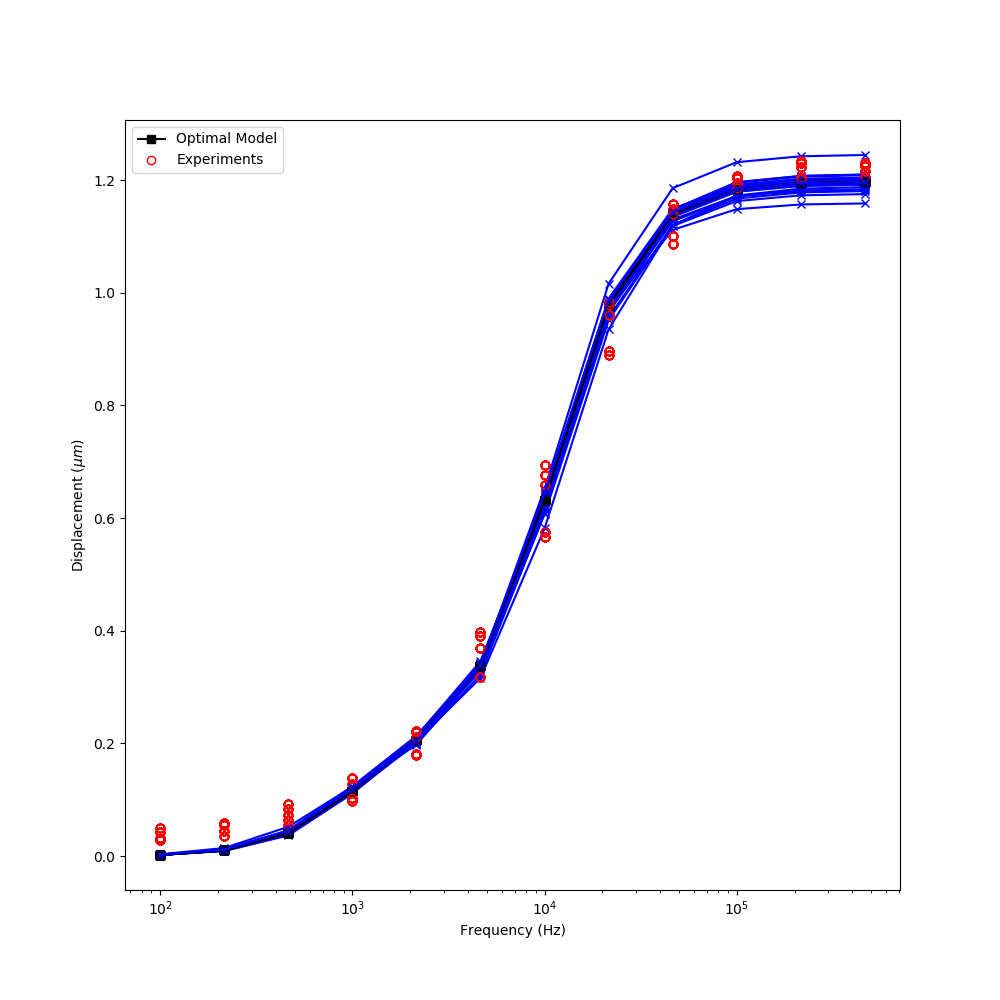 Optimal Model
Experiments
1.2
1.0
0.8
0.6
0.4
0.2
0.0
Displacement (μm)
10²
10³
10⁴
10⁵
Frequency (Hz)